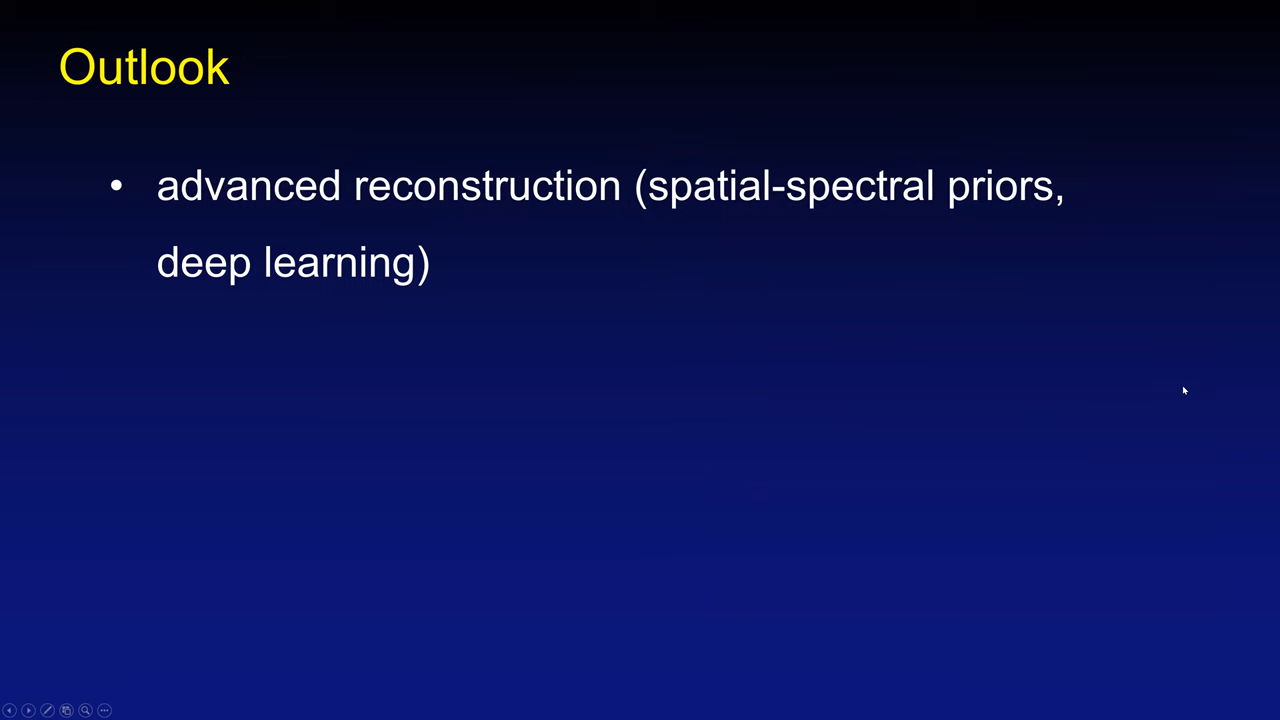 Outlook
• advanced reconstruction (spatial-spectral priors,
deep learning)